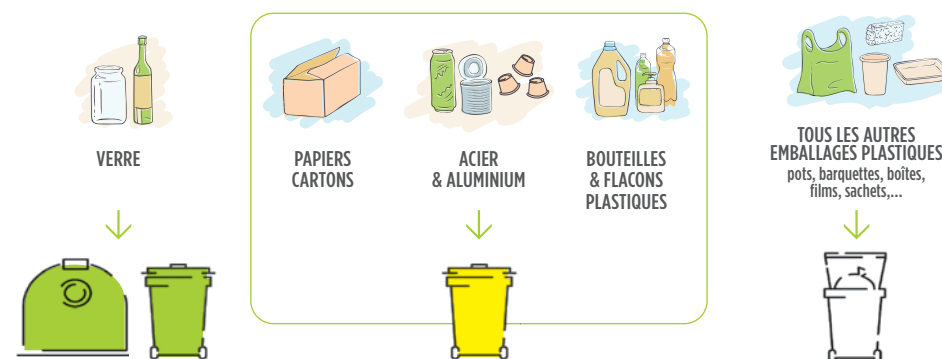 VERRE
PAPIERS
CARTONS
ACIER
& ALUMINIUM
BOUTEILLES
& FLACONS
PLASTIQUES
TOUS LES AUTRES
EMBALLAGES PLASTIQUES
pots, barquettes, boîtes,
films, sachets,...